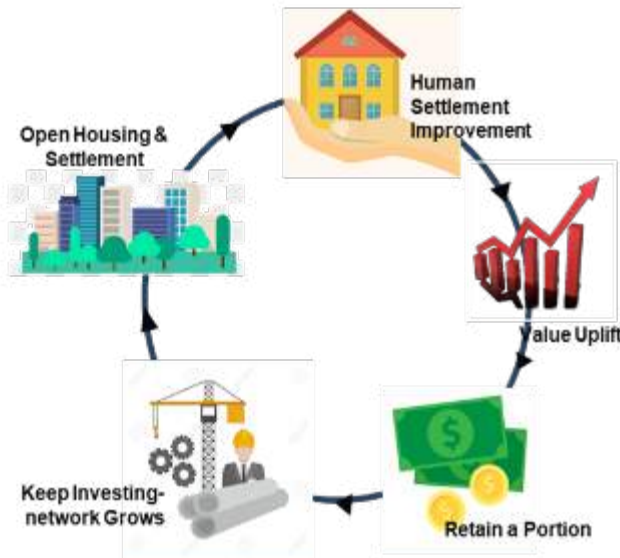 Human
Settlement
Improvement
Open Housing &
Settlement
Value Uplift
Keep Investing-
network Grows
Retain a Portion